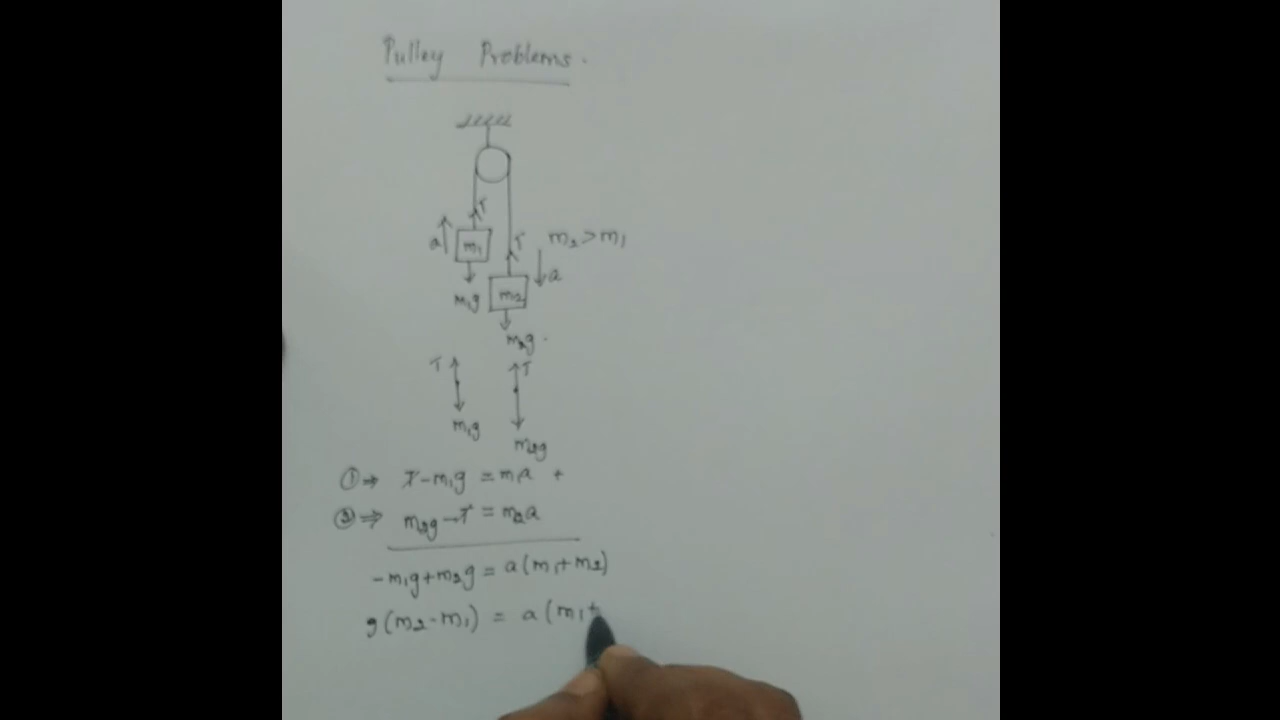 Pulley Problems.
T
a
m₁
T
m₂>m₁
a
m₁g
m₂
m₂g.
T
T
m₁g
m₂g
① ⇒ T-m₁g = m₁a +
② ⇒ m₂g-T = m₂a
-m₁g+m₂g = a(m₁+m₂)
g(m₂-m₁) = a(m₁+